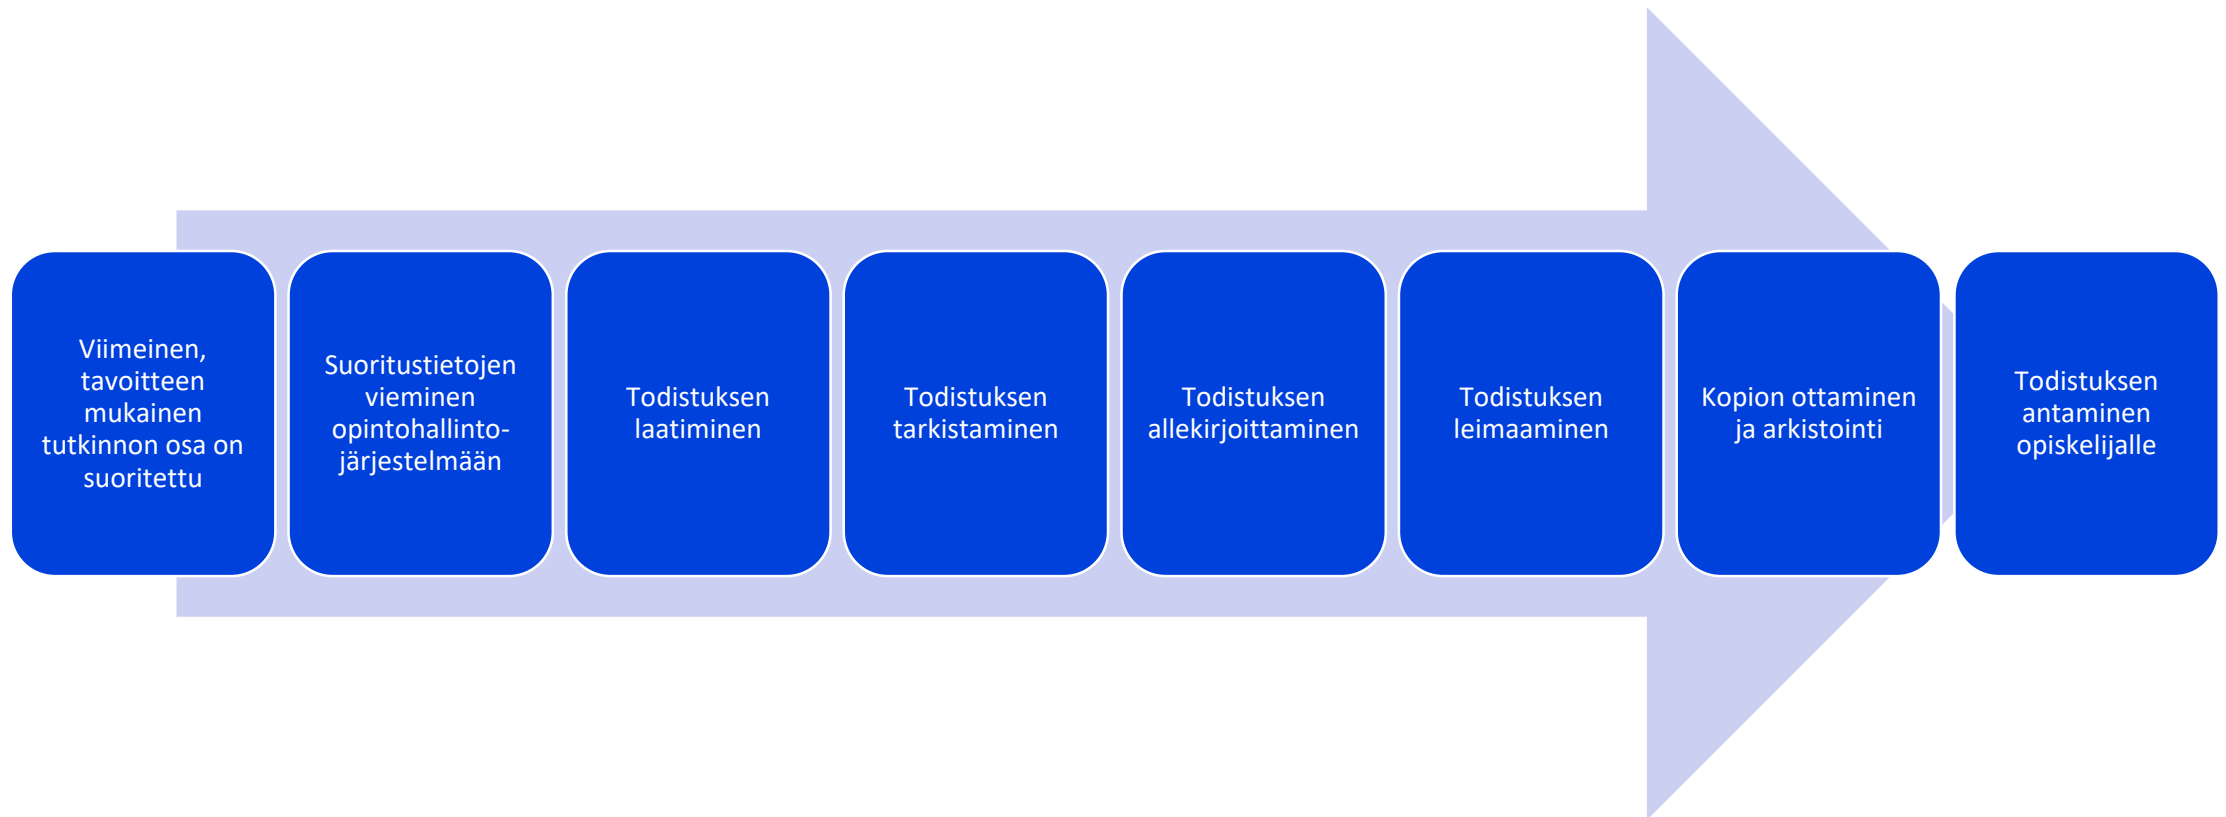 Viimeinen,
tavoitteen
mukainen
tutkinnon osa on
suoritettu
Suoritustietojen
vieminen
opintohallinto-
järjestelmään
Todistuksen
laatiminen
Todistuksen
tarkistaminen
Todistuksen
allekirjoittaminen
Todistuksen
leimaaminen
Kopion ottaminen
ja arkistointi
Todistuksen
antaminen
opiskelijalle